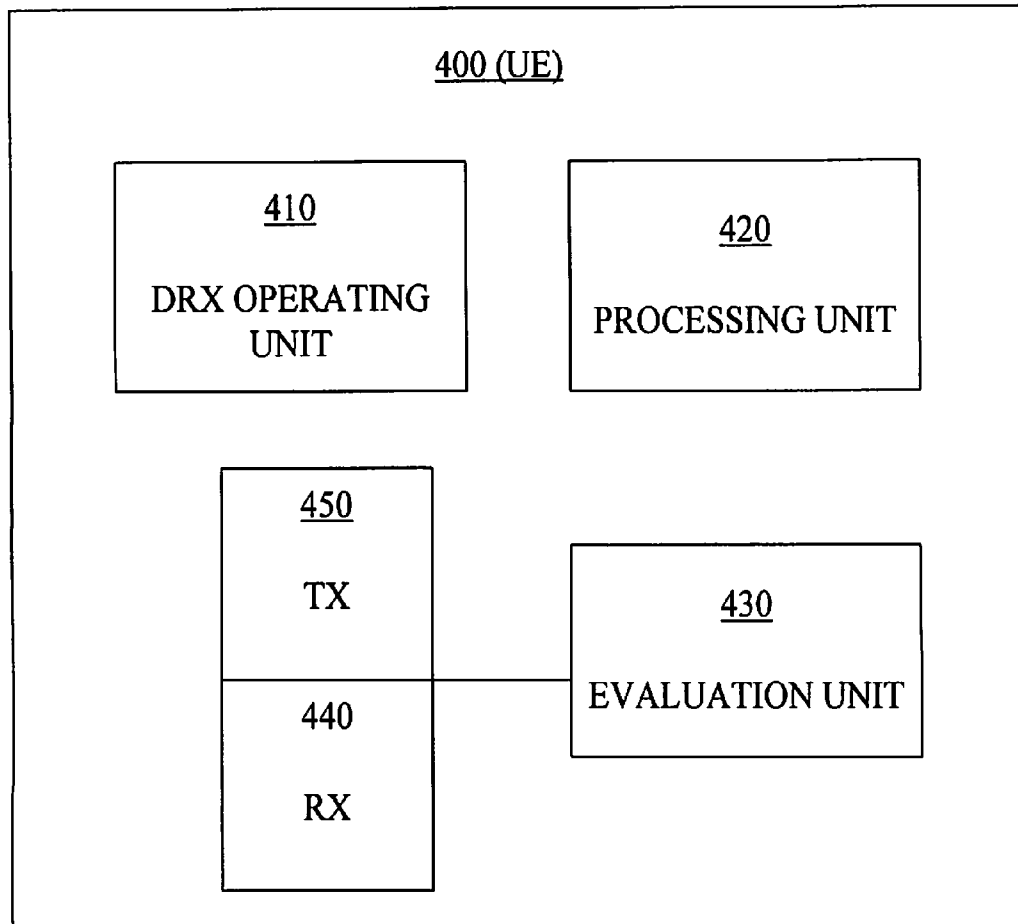 400 (UE)
410
DRX OPERATING
UNIT
420
PROCESSING UNIT
450
TX
440
RX
430
EVALUATION UNIT